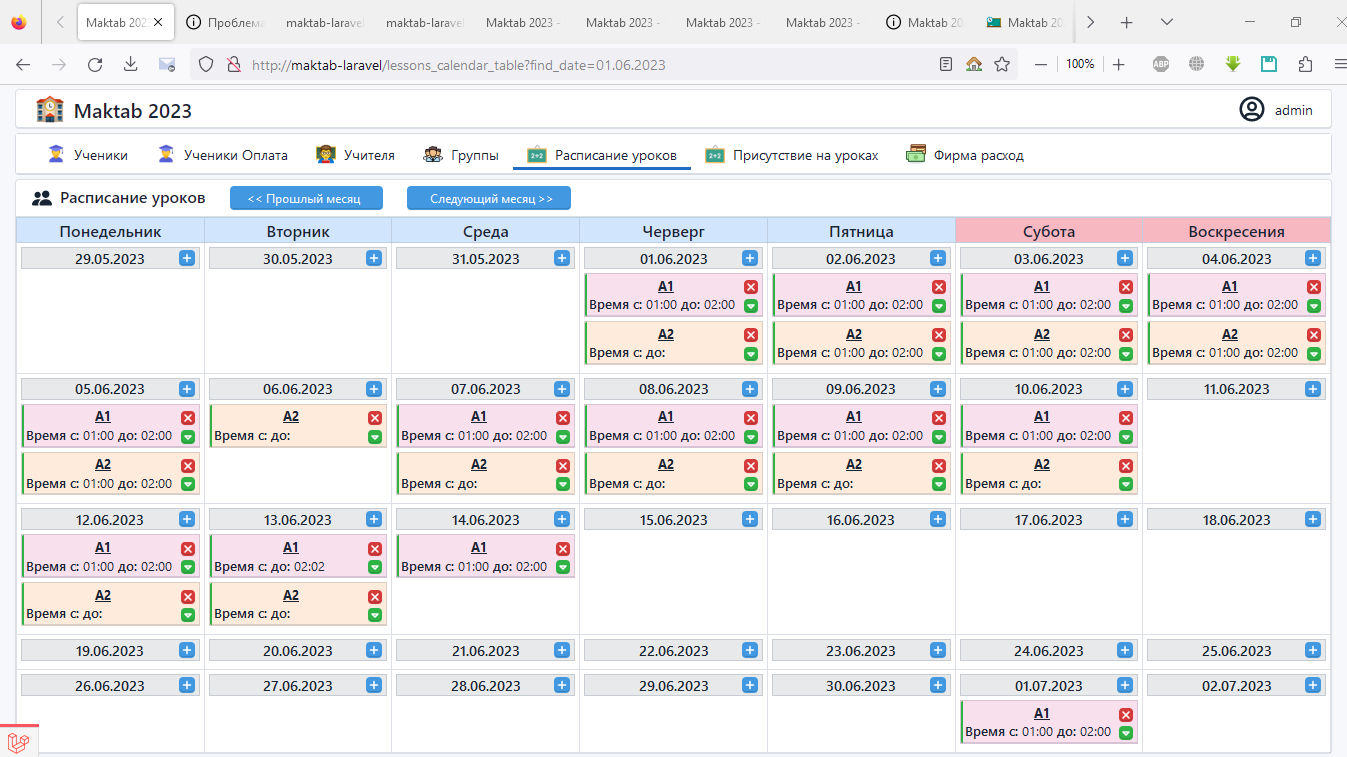 Maktab 2023
Проблема
maktab-larave
maktab-larave
Maktab 2023 -
Maktab 2023 -
Maktab 2023 -
Maktab 2023 -
Maktab 20
Maktab 20
http://maktab-laravel/lessons_calendar_table?find_date=01.06.2023
100%
ABP
Maktab 2023
admin
Ученики
Ученики Оплата
Учителя
Группы
2+2 Расписание уроков
2+2 Присутствие на уроках
Фирма расход
Расписание уроков
<< Прошлый месяц
Следующий месяц >>
Понедельник Вторник Среда Черверг Пятница Суббота Воскресения
29.05.2023 30.05.2023 31.05.2023 01.06.2023 02.06.2023 03.06.2023 04.06.2023
A1 A1 A1 A1
Время с: 01:00 до: 02:00 Время с: 01:00 до: 02:00 Время с: 01:00 до: 02:00 Время с: 01:00 до: 02:00
A2 A2 A2 A2
Время с: до: Время с: 01:00 до: 02:00 Время с: 01:00 до: 02:00 Время с: 01:00 до: 02:00
05.06.2023 06.06.2023 07.06.2023 08.06.2023 09.06.2023 10.06.2023 11.06.2023
A1 A2 A1 A1 A1 A1
Время с: 01:00 до: 02:00 Время с: до: Время с: 01:00 до: 02:00 Время с: 01:00 до: 02:00 Время с: 01:00 до: 02:00 Время с: 01:00 до: 02:00
A2 A2 A2 A2 A2
Время с: 01:00 до: 02:00 Время с: до: Время с: до: Время с: до: Время с: до:
12.06.2023 13.06.2023 14.06.2023 15.06.2023 16.06.2023 17.06.2023 18.06.2023
A1 A1 A1
Время с: 01:00 до: 02:00 Время с: до: 02:02 Время с: 01:00 до: 02:00
A2 A2
Время с: до: Время с: до:
19.06.2023 20.06.2023 21.06.2023 22.06.2023 23.06.2023 24.06.2023 25.06.2023
26.06.2023 27.06.2023 28.06.2023 29.06.2023 30.06.2023 01.07.2023 02.07.2023
A1
Время с: 01:00 до: 02:00